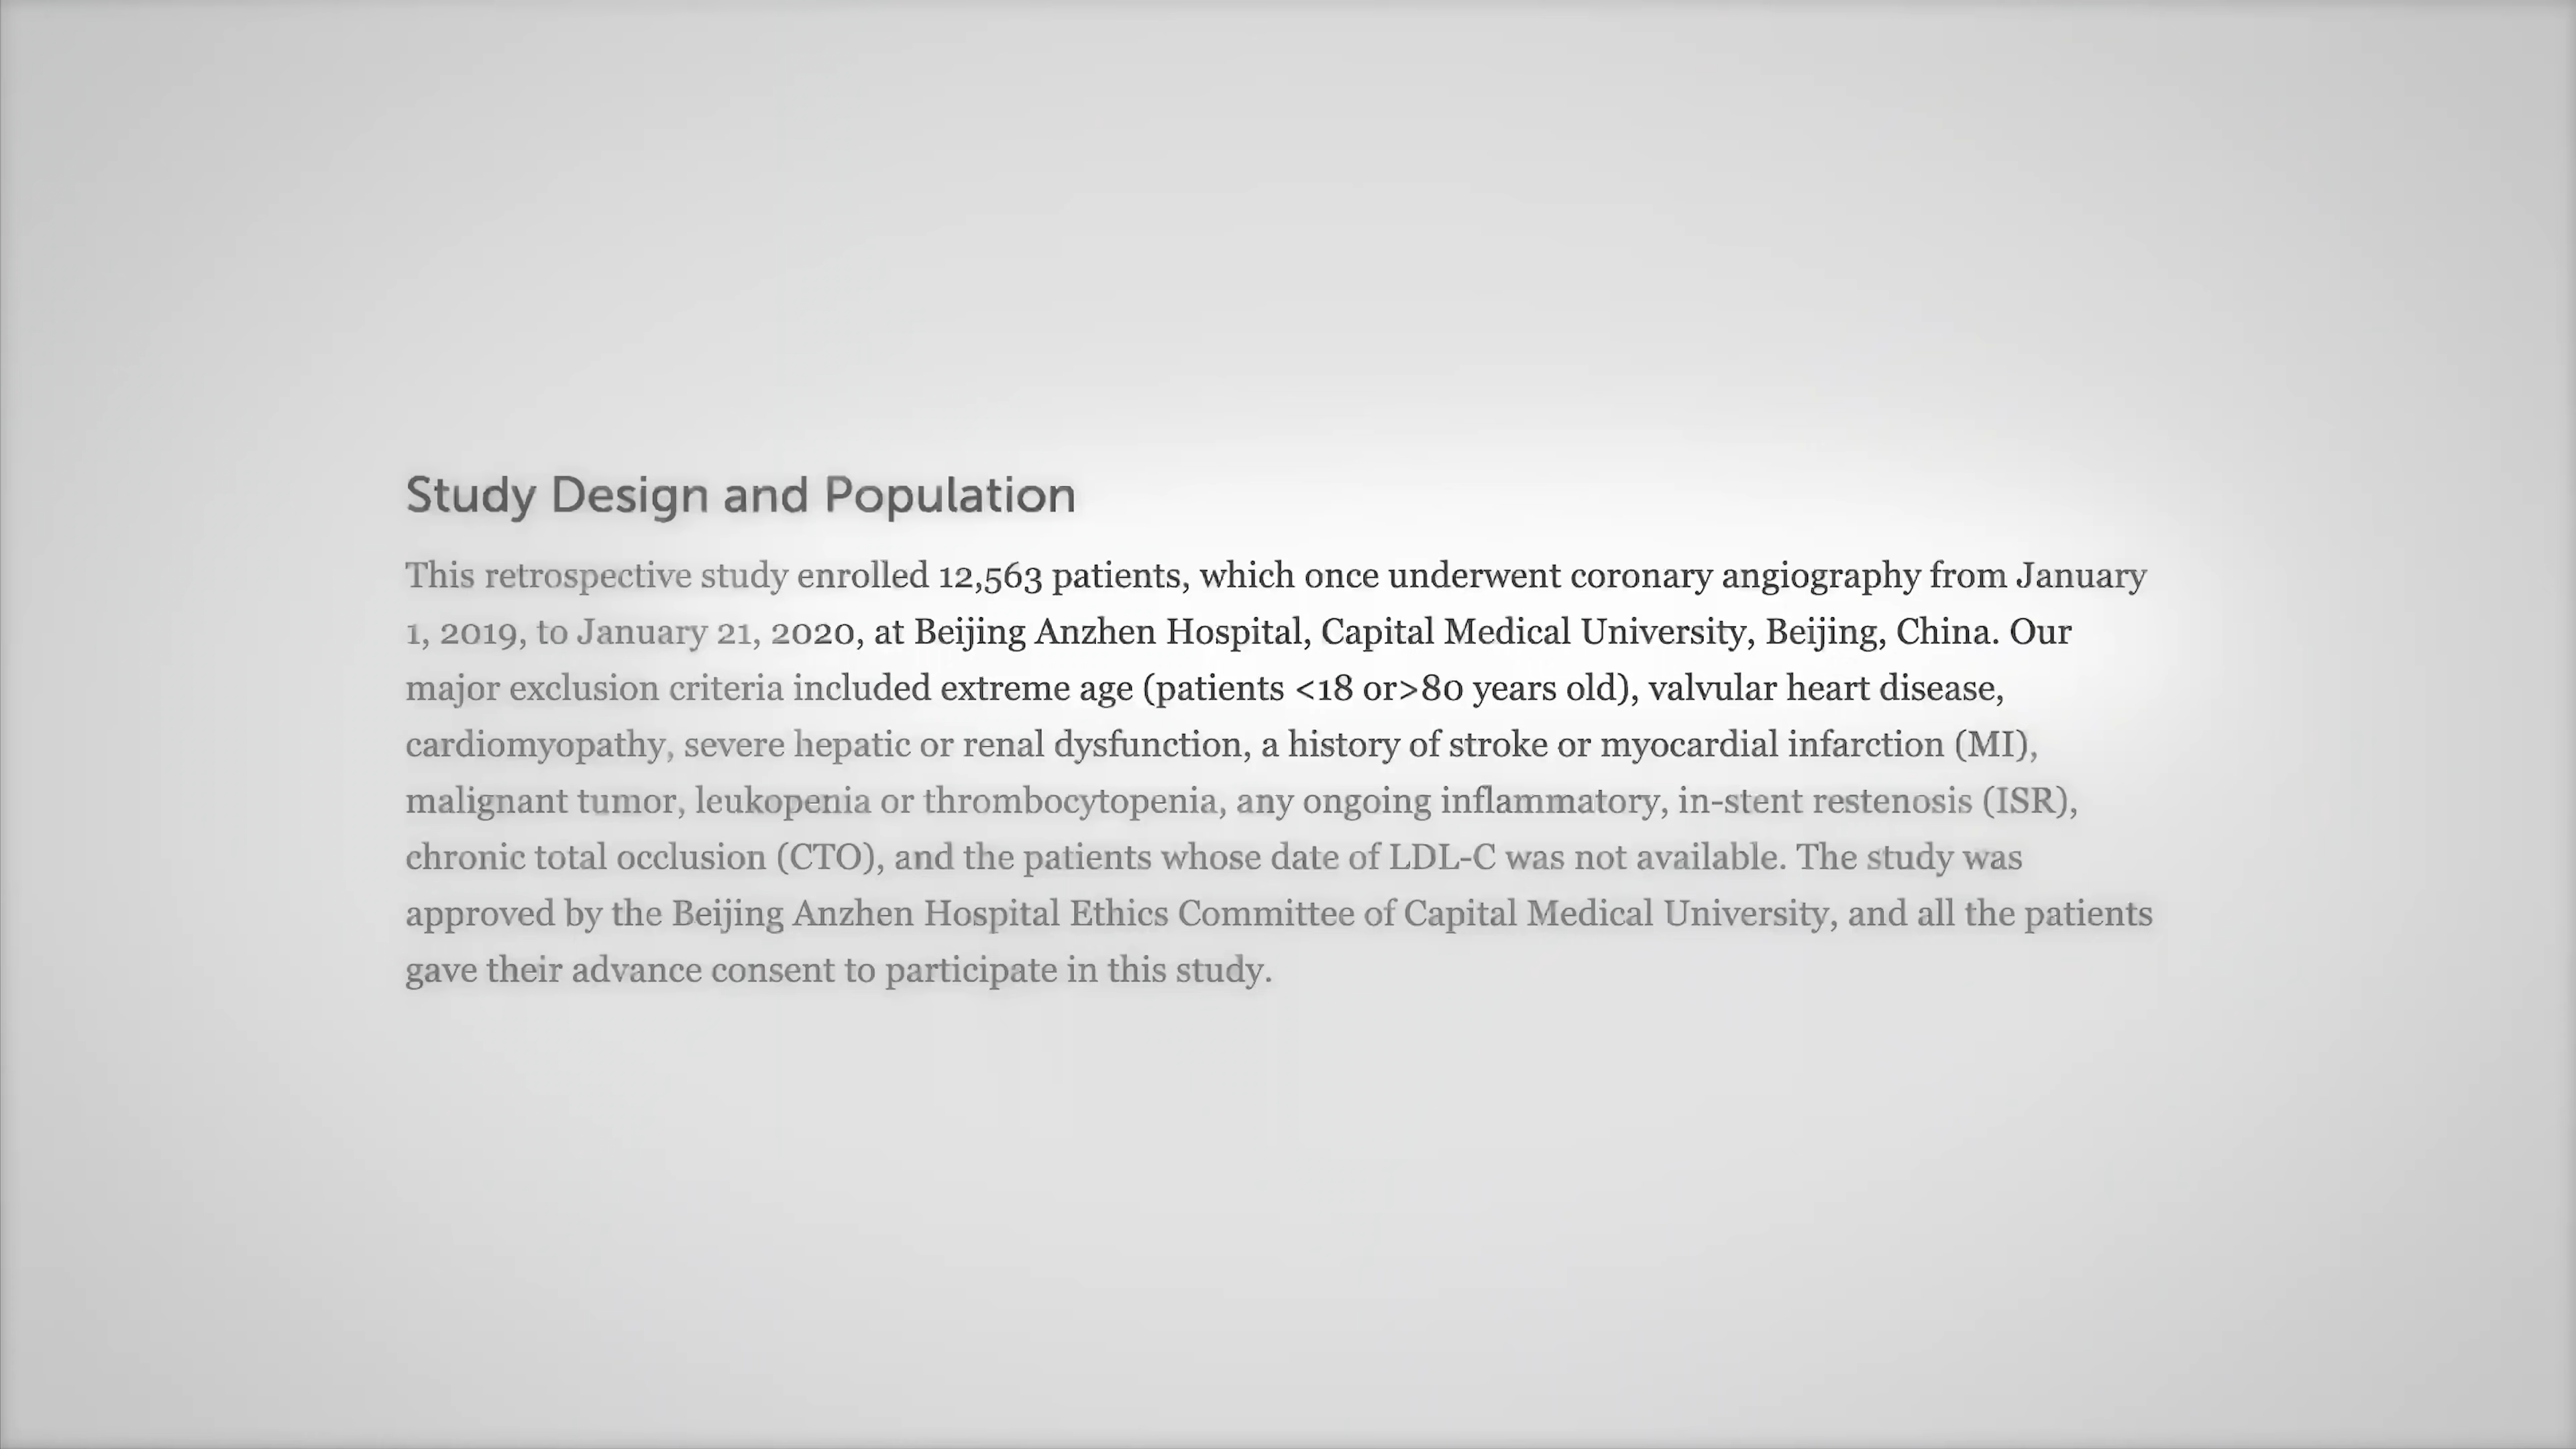 Study Design and Population
This retrospective study enrolled 12,563 patients, which once underwent coronary angiography from January
1, 2019, to January 21, 2020, at Beijing Anzhen Hospital, Capital Medical University, Beijing, China. Our
major exclusion criteria included extreme age (patients <18 or>80 years old), valvular heart disease,
cardiomyopathy, severe hepatic or renal dysfunction, a history of stroke or myocardial infarction (MI),
malignant tumor, leukopenia or thrombocytopenia, any ongoing inflammatory, in-stent restenosis (ISR),
chronic total occlusion (CTO), and the patients whose date of LDL-C was not available. The study was
approved by the Beijing Anzhen Hospital Ethics Committee of Capital Medical University, and all the patients
gave their advance consent to participate in this study.